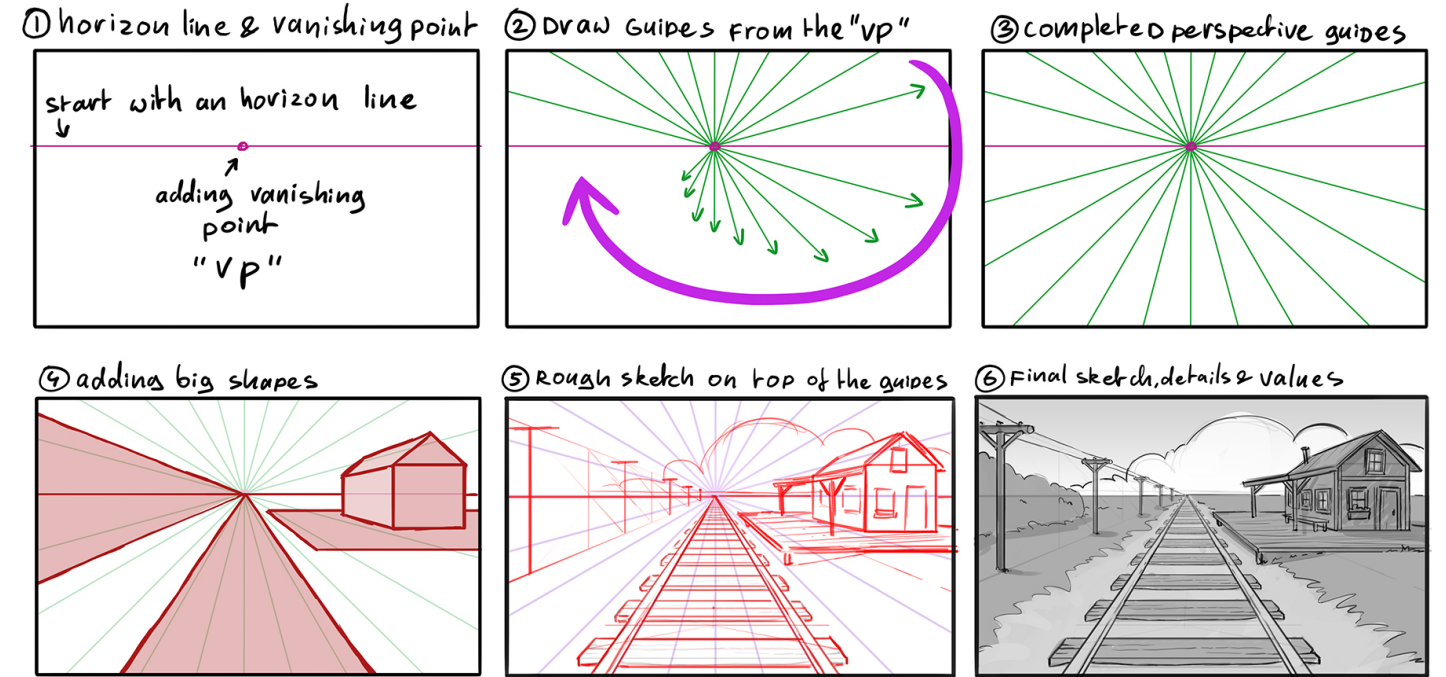 ① horizon line & vanishing point
② Draw Guides From the "vp"
③ completed perspective guides
start with an horizon line
adding vanishing
point
"vp"
④ adding big shapes
⑤ Rough sketch on top of the guides
⑥ Final sketch, details & values